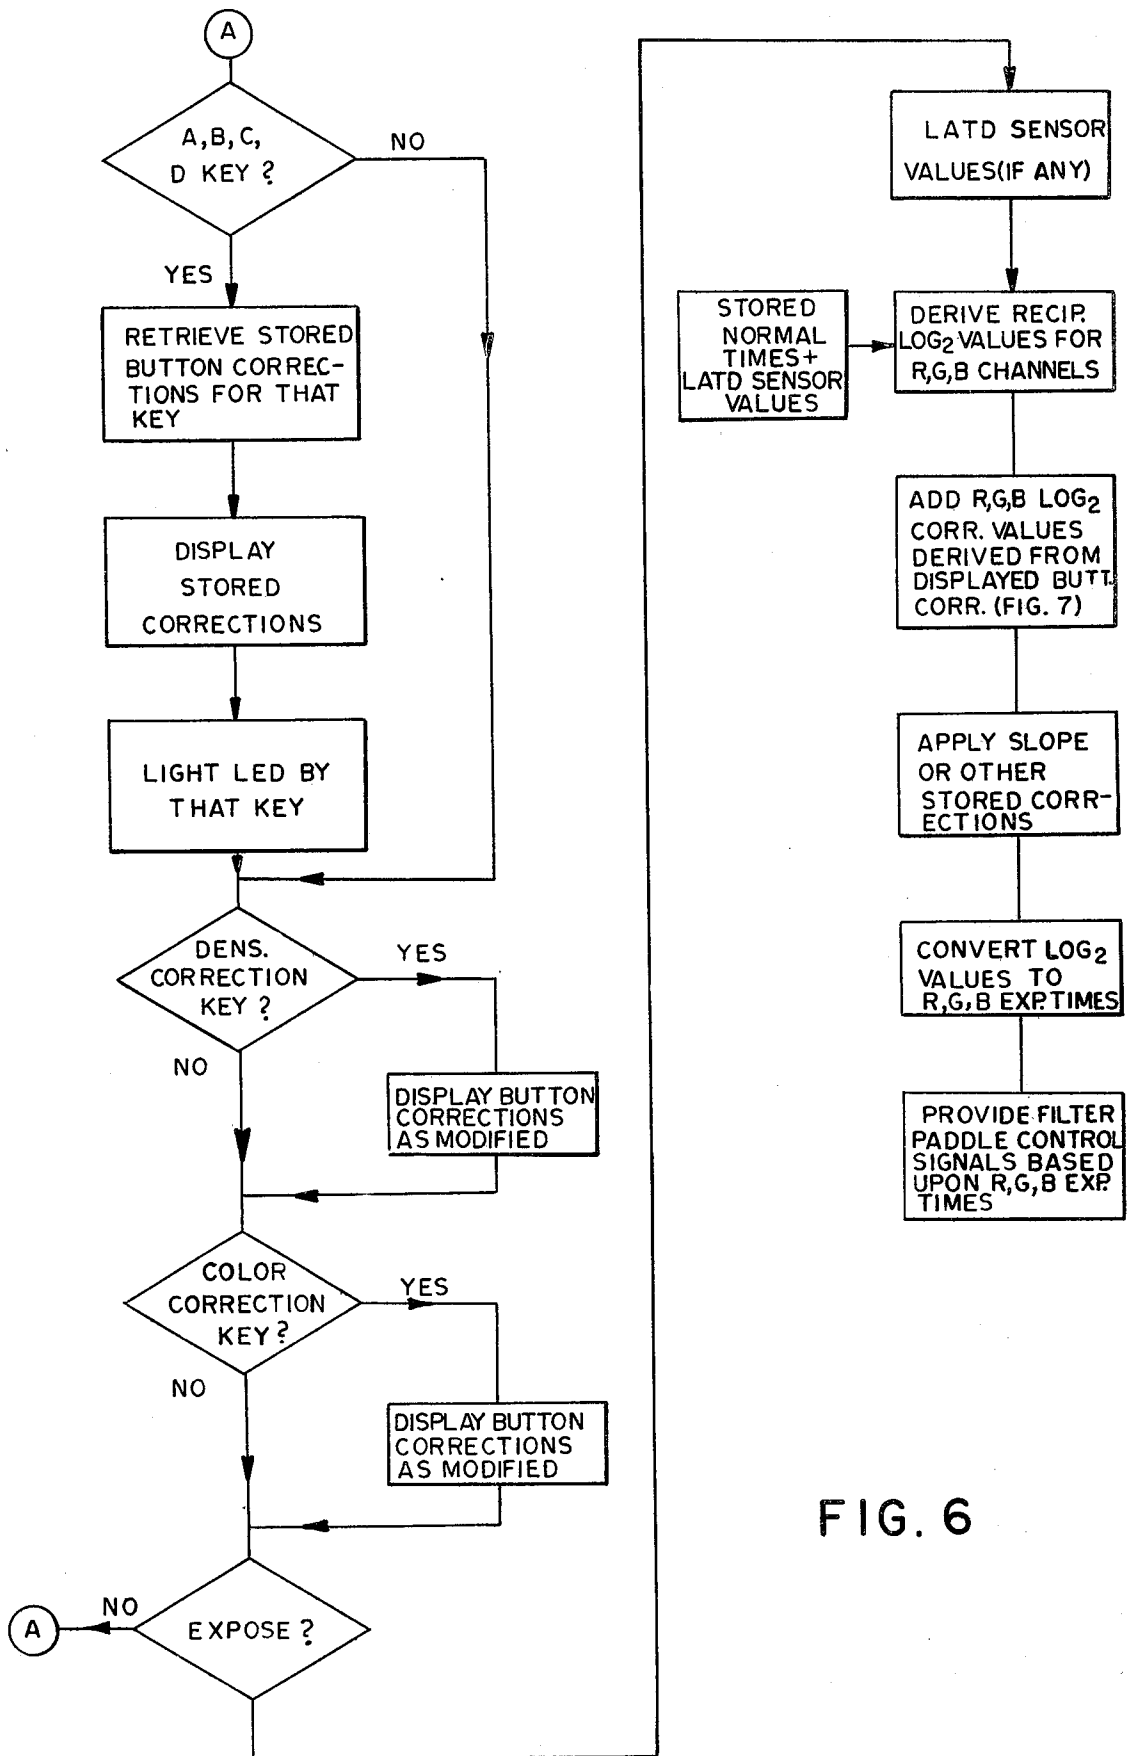 A
A,B,C,
D KEY ?
NO
YES
RETRIEVE STORED
BUTTON CORREC-
TIONS FOR THAT
KEY
DISPLAY
STORED
CORRECTIONS
LIGHT LED BY
THAT KEY
DENS.
CORRECTION
KEY ?
YES
NO
DISPLAY BUTTON
CORRECTIONS
AS MODIFIED
COLOR
CORRECTION
KEY?
YES
NO
DISPLAY BUTTON
CORRECTIONS
AS MODIFIED
EXPOSE ?
NO
A
LATD SENSOR
VALUES(IF ANY)
STORED
NORMAL
TIMES+
LATD SENSOR
VALUES
DERIVE RECIP.
LOG₂ VALUES FOR
R,G,B CHANNELS
ADD R,G,B LOG₂
CORR. VALUES
DERIVED FROM
DISPLAYED BUTT.
CORR. (FIG. 7)
APPLY SLOPE
OR OTHER
STORED CORR-
ECTIONS
CONVERT LOG₂
VALUES TO
R,G,B EXP.TIMES
PROVIDE FILTER
PADDLE CONTROL
SIGNALS BASED
UPON R,G,B EXP.
TIMES
FIG. 6